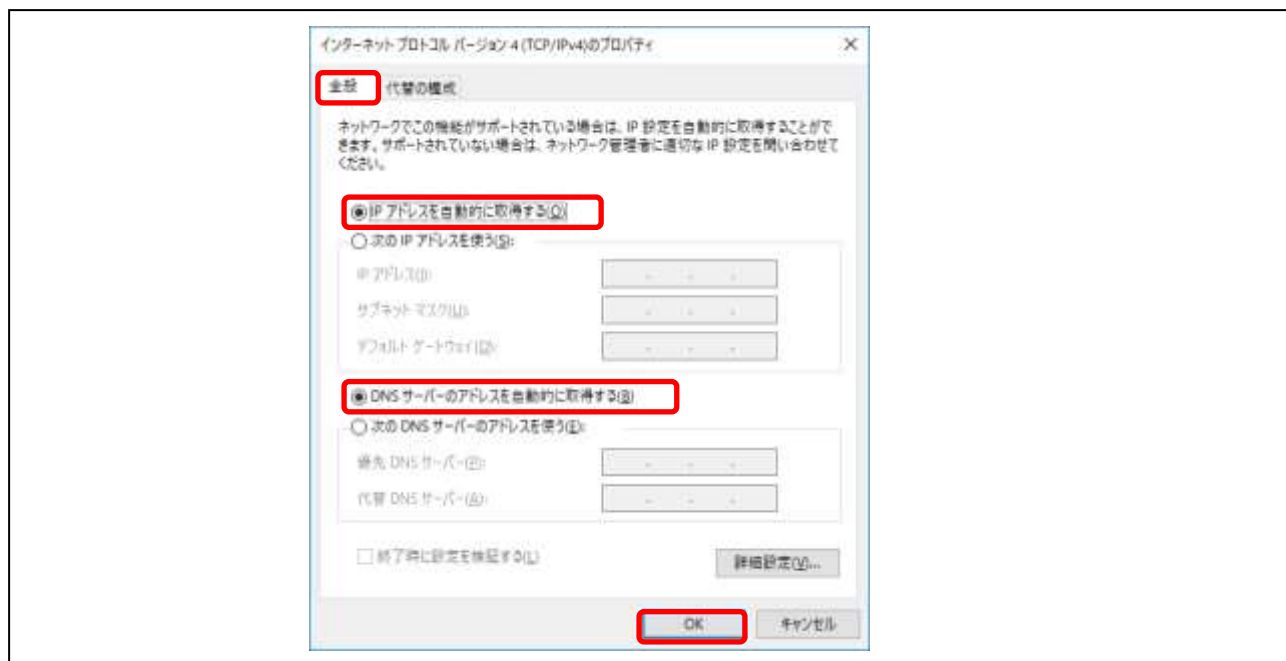 インターネット プロトコル バージョン 4 (TCP/IPv4)のプロパティ
全般 代替の構成
ネットワークでこの機能がサポートされている場合は、IP 設定を自動的に取得することがで
きます。サポートされていない場合は、ネットワーク管理者に適切な IP 設定を問い合わせて
ください。
IP アドレスを自動的に取得する(O)
次の IP アドレスを使う(S):
IP アドレス(I):
サブネット マスク(U):
デフォルト ゲートウェイ(D):
DNS サーバーのアドレスを自動的に取得する(B)
次の DNS サーバーのアドレスを使う(E):
優先 DNS サーバー(P):
代替 DNS サーバー(A):
終了時に設定を検証する(L)
詳細設定(V)...
OK キャンセル